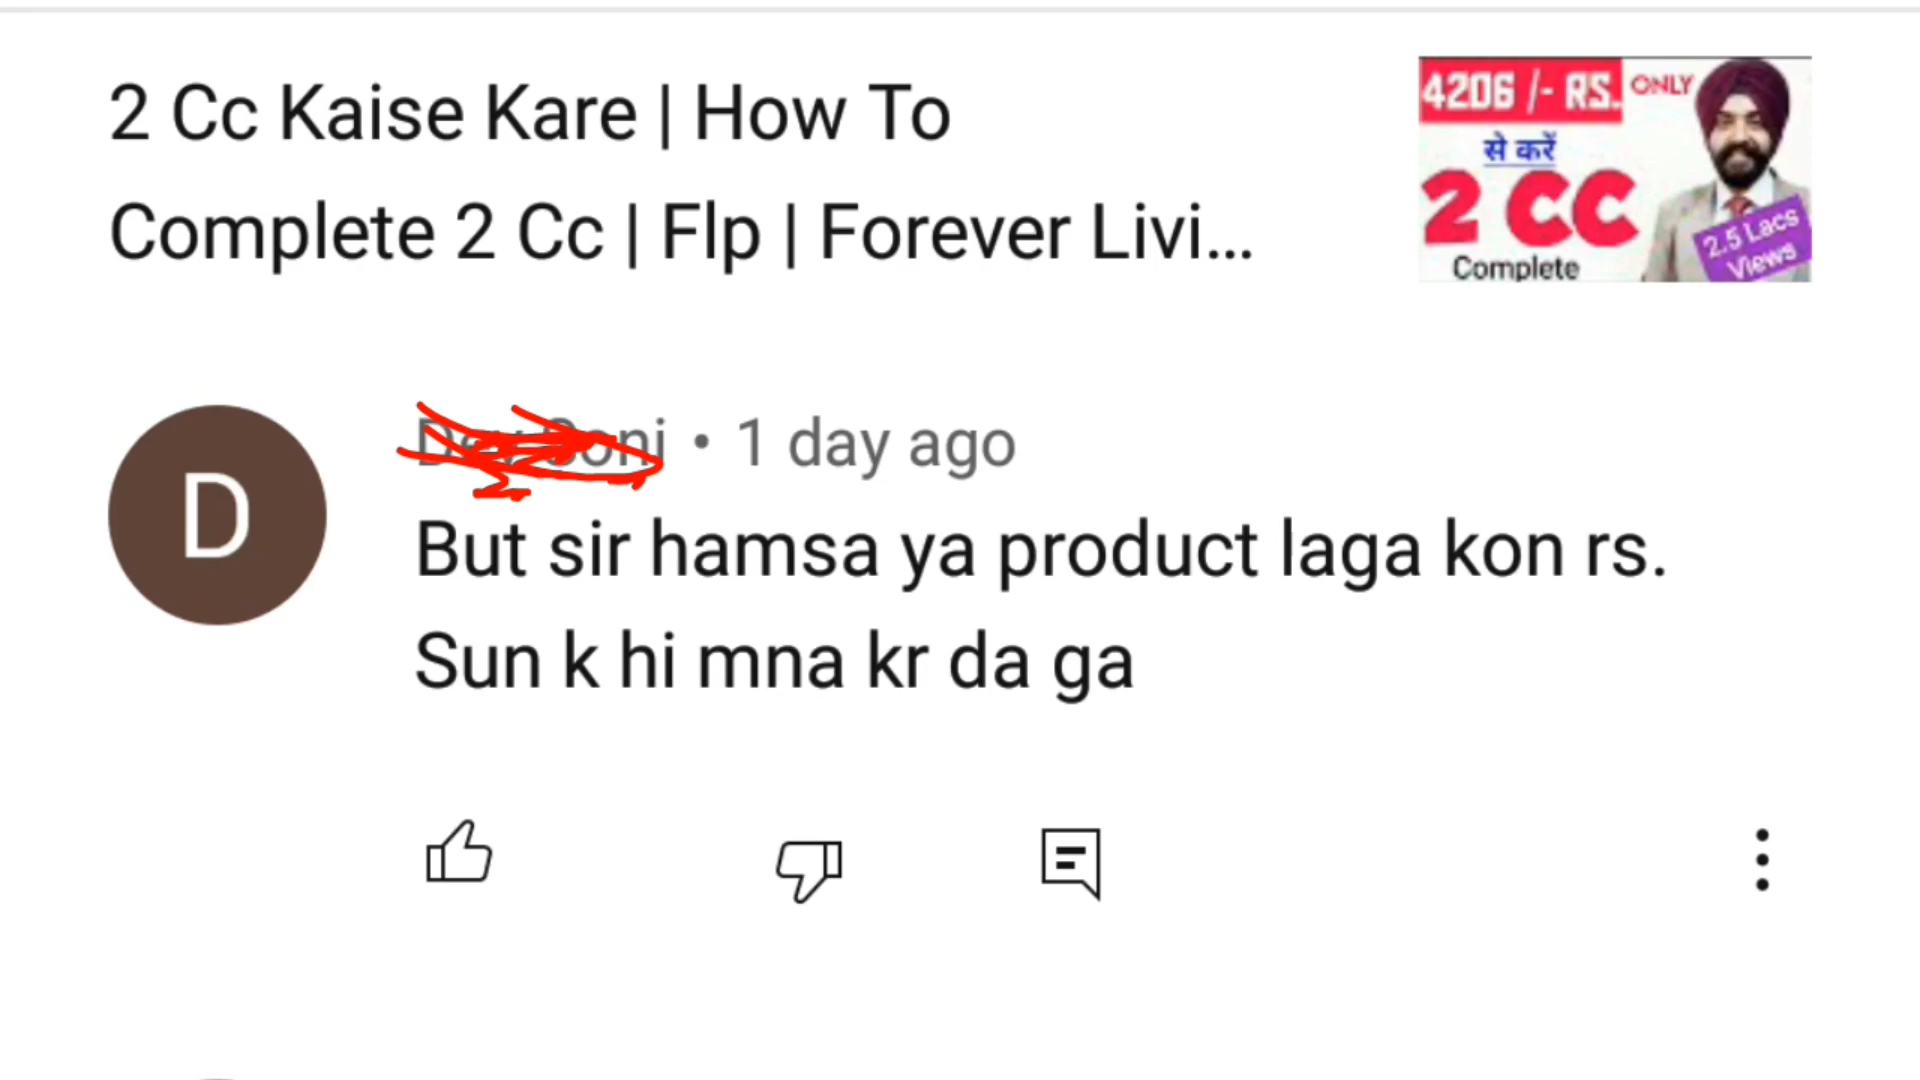 2 Cc Kaise Kare | How To
Complete 2 Cc | Flp | Forever Livi...
4206 /- RS. ONLY
से करें
2 CC
Complete
2.5 Lacs
Views
D
• 1 day ago
But sir hamsa ya product laga kon rs.
Sun k hi mna kr da ga